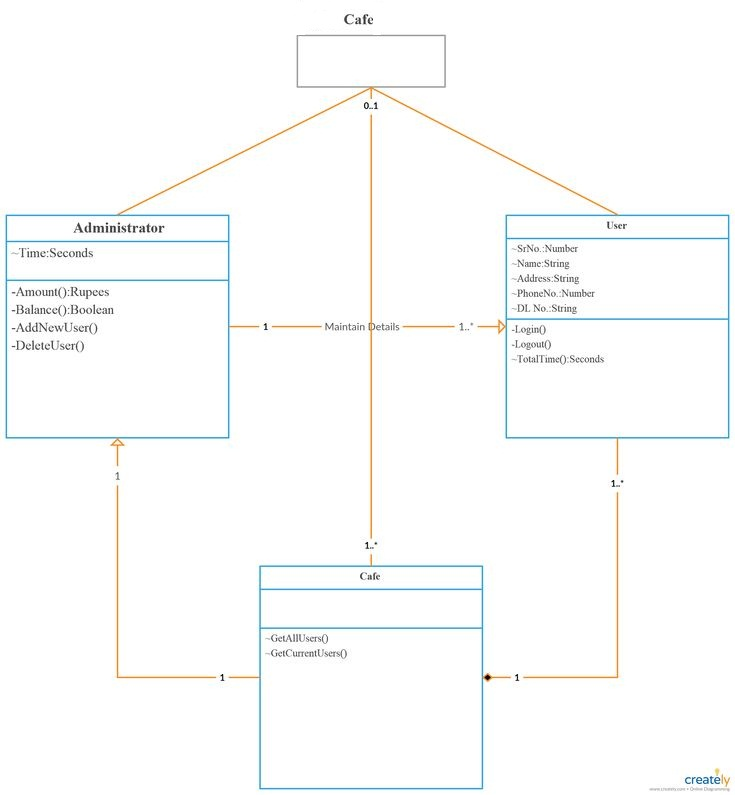 Cafe
0..1
Administrator
~Time:Seconds
-Amount():Rupees
-Balance():Boolean
-AddNewUser()
-DeleteUser()
User
~SrNo.:Number
~Name:String
~Address:String
~PhoneNo.:Number
~DL No.:String
-Login()
-Logout()
~TotalTime():Seconds
1 Maintain Details 1..*
1
1..*
1..*
Cafe
~GetAllUsers()
~GetCurrentUsers()
1
1
creately
www.creately.com • Online Diagramming